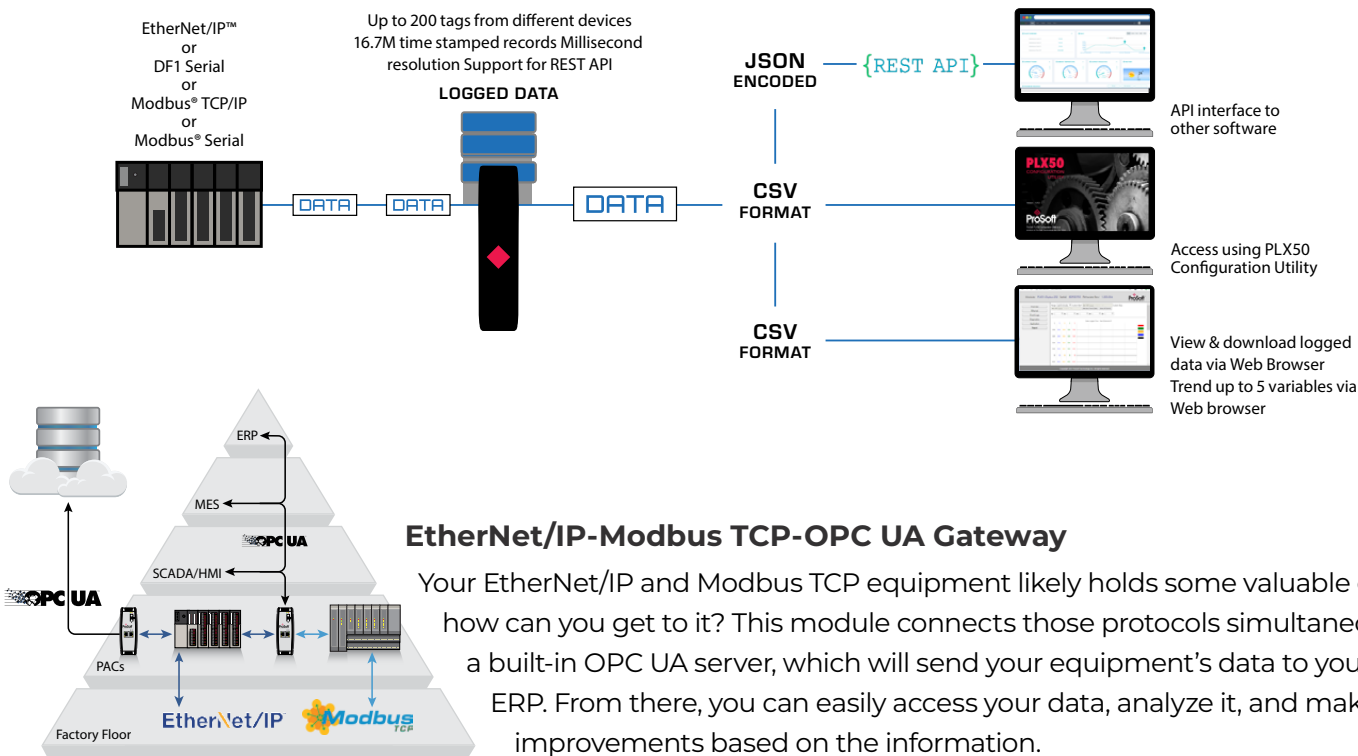 EtherNet/IP™
or
DF1 Serial
or
Modbus® TCP/IP
or
Modbus® Serial
Up to 200 tags from different devices
16.7M time stamped records Millisecond
resolution Support for REST API
LOGGED DATA
DATA
DATA
DATA
JSON
ENCODED
{REST API}
API interface to
other software
CSV
FORMAT
PLX50
ProSoft
Access using PLX50
Configuration Utility
CSV
FORMAT
ProSoft
View & download logged
data via Web Browser
Trend up to 5 variables via
Web browser
ERP
MES
OPC UA
SCADA/HMI
OPC UA
PACs
EtherNet/IP
Modbus
TCP
Factory Floor
EtherNet/IP-Modbus TCP-OPC UA Gateway
Your EtherNet/IP and Modbus TCP equipment likely holds some valuable
how can you get to it? This module connects those protocols
a built-in OPC UA server, which will send your equipment's data to
ERP. From there, you can easily access your data, analyze it, and
improvements based on the information.